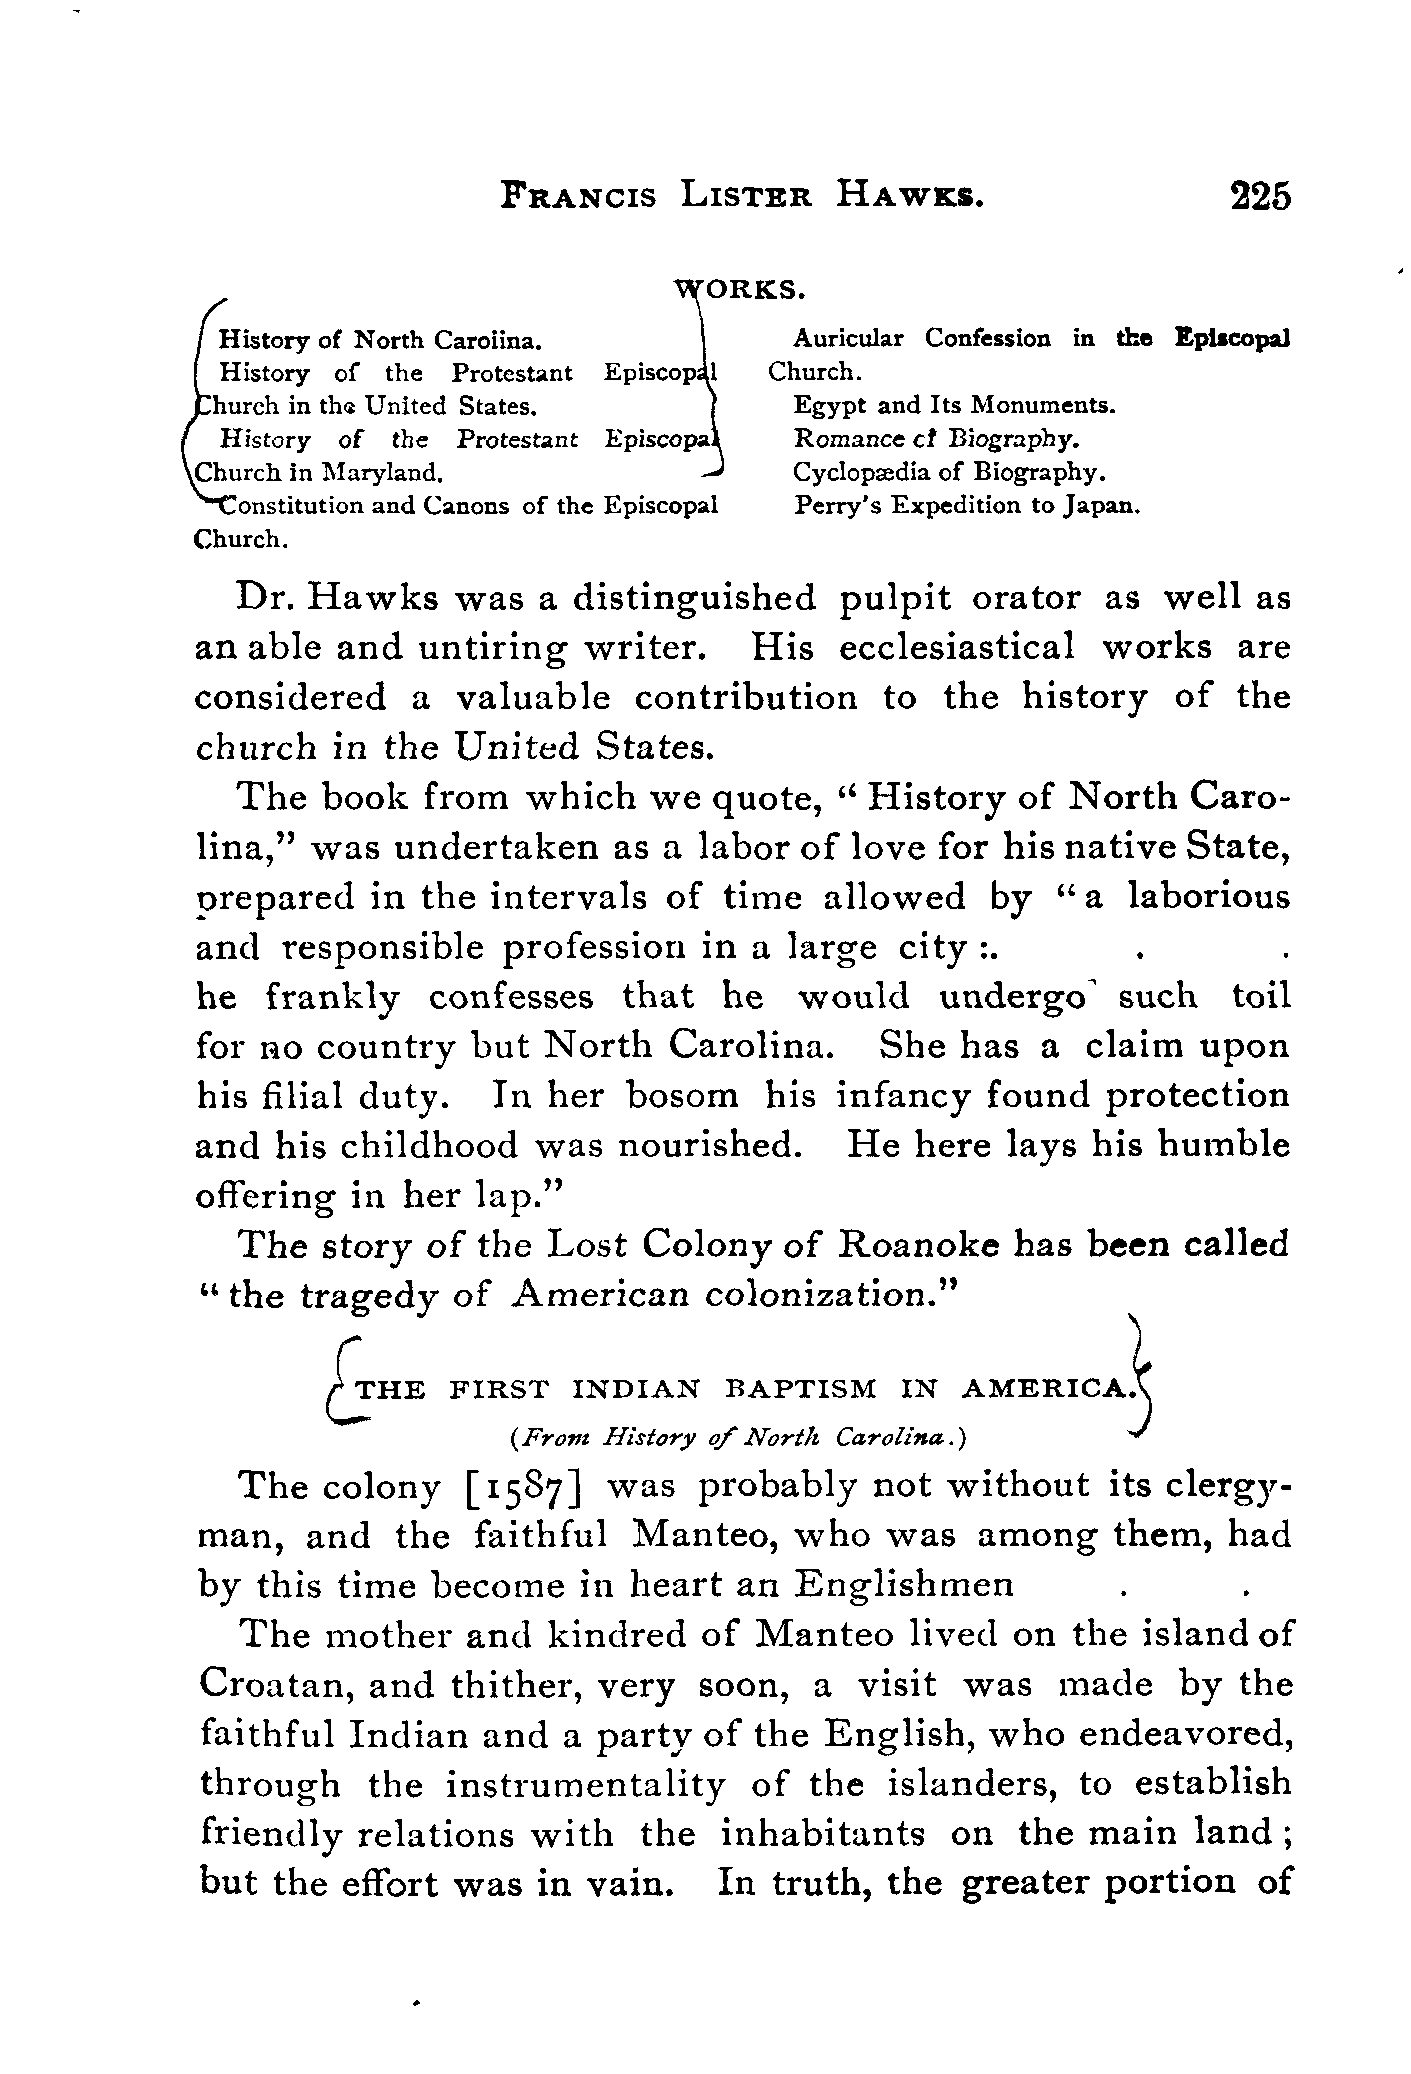 FRANCIS LISTER HAWKS. 225
WORKS.
History of North Carolina.
History of the Protestant Episcopal
Church in the United States.
History of the Protestant Episcopal
Church in Maryland.
Constitution and Canons of the Episcopal
Church.
Auricular Confession in the Episcopal
Church.
Egypt and Its Monuments.
Romance of Biography.
Cyclopædia of Biography.
Perry's Expedition to Japan.
Dr. Hawks was a distinguished pulpit orator as well as
an able and untiring writer. His ecclesiastical works are
considered a valuable contribution to the history of the
church in the United States.
The book from which we quote, "History of North Caro-
lina," was undertaken as a labor of love for his native State,
prepared in the intervals of time allowed by "a laborious
and responsible profession in a large city :. . .
he frankly confesses that he would undergo such toil
for no country but North Carolina. She has a claim upon
his filial duty. In her bosom his infancy found protection
and his childhood was nourished. He here lays his humble
offering in her lap."
The story of the Lost Colony of Roanoke has been called
"the tragedy of American colonization."
THE FIRST INDIAN BAPTISM IN AMERICA.
(From History of North Carolina.)
The colony [1587] was probably not without its clergy-
man, and the faithful Manteo, who was among them, had
by this time become in heart an Englishmen . .
The mother and kindred of Manteo lived on the island of
Croatan, and thither, very soon, a visit was made by the
faithful Indian and a party of the English, who endeavored,
through the instrumentality of the islanders, to establish
friendly relations with the inhabitants on the main land ;
but the effort was in vain. In truth, the greater portion of